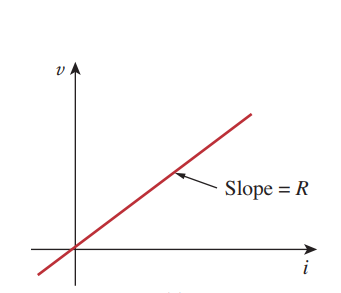 v
Slope = R
i